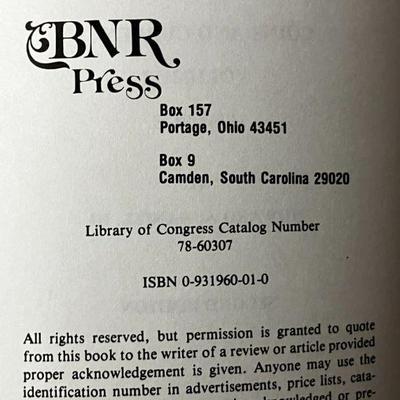 BNR
Press
Box 157
Portage, Ohio 43451
Box 9
Camden, South Carolina 29020
Library of Congress Catalog Number
78-60307
ISBN 0-931960-01-0
All rights reserved, but permission is granted to quote
from this book to the writer of a review or article provided
proper acknowledgement is given. Anyone may use the
identification number in advertisements, price lists, cata-
knowledged or pre-